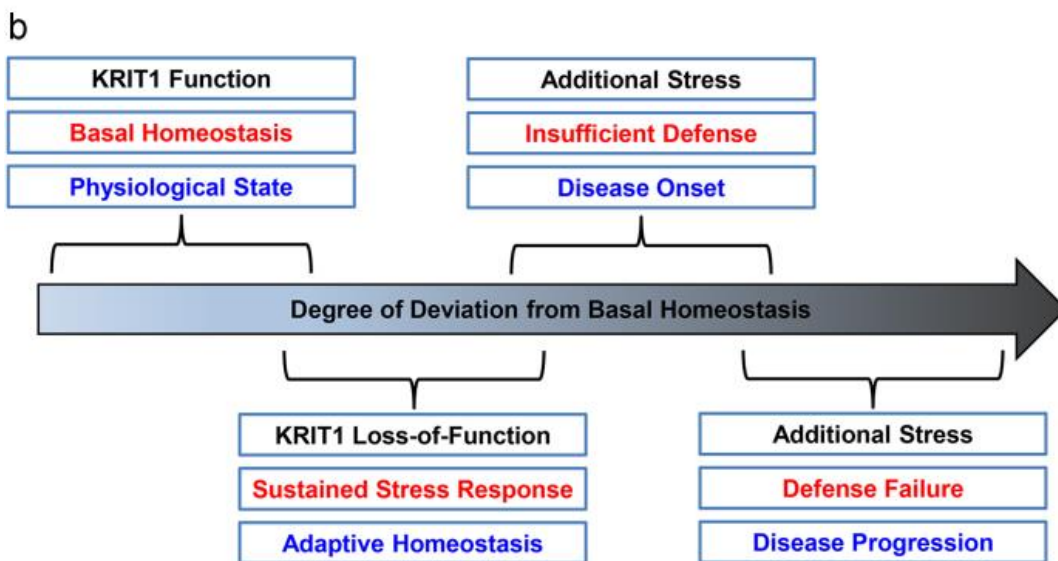 b
KRIT1 Function
Basal Homeostasis
Physiological State
Additional Stress
Insufficient Defense
Disease Onset
Degree of Deviation from Basal Homeostasis
KRIT1 Loss-of-Function
Sustained Stress Response
Adaptive Homeostasis
Additional Stress
Defense Failure
Disease Progression